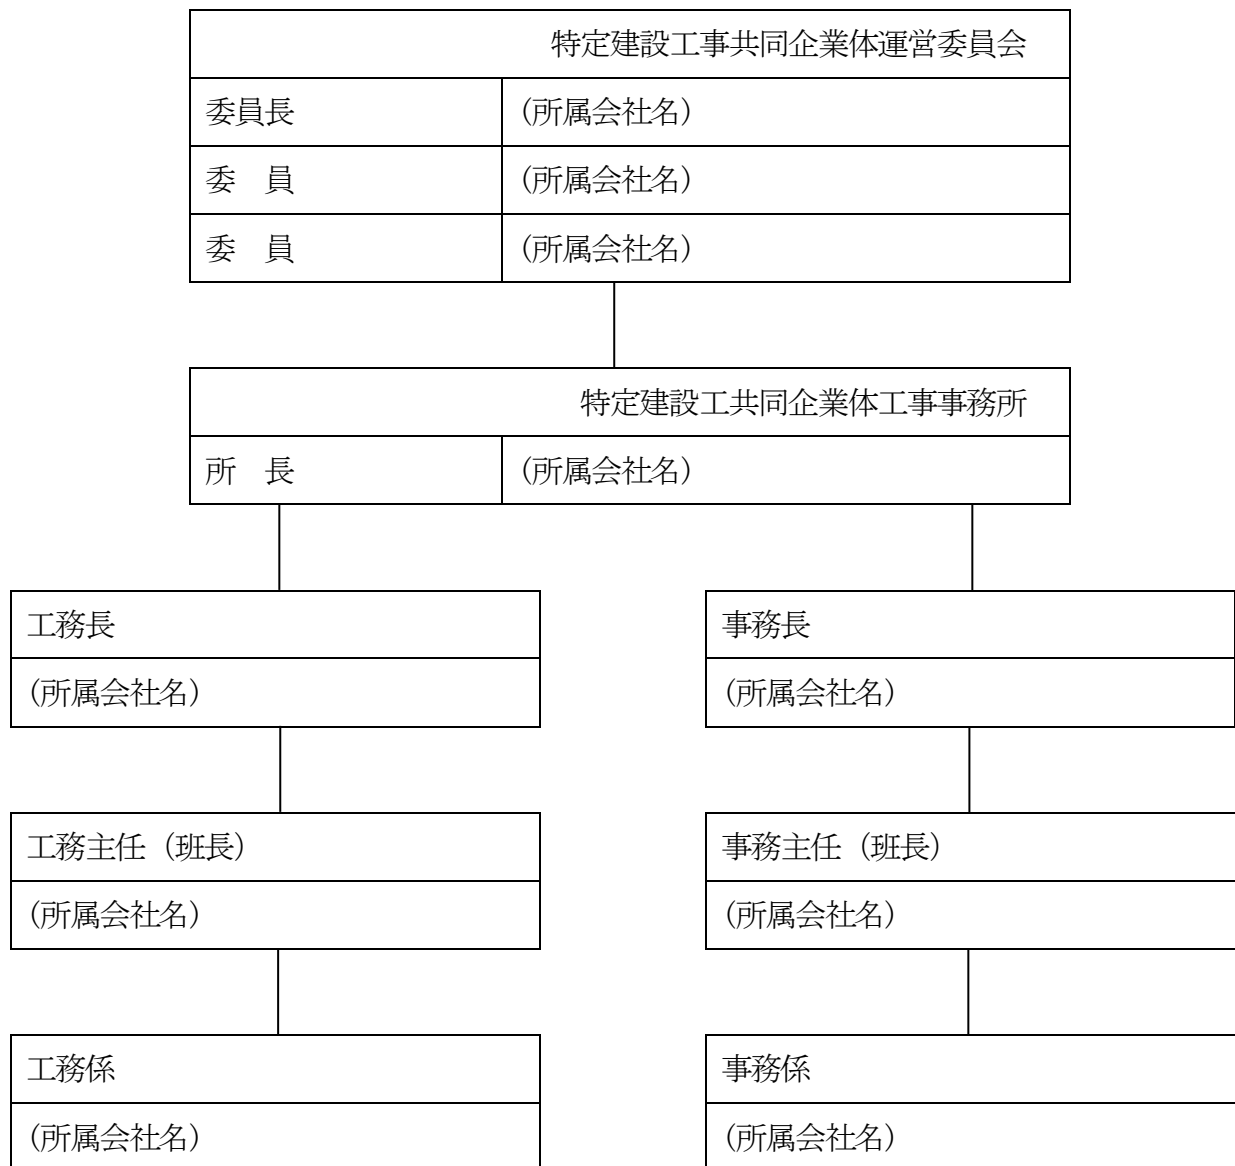 特定建設工事共同企業体運営委員会
委員長 (所属会社名)
委　員 (所属会社名)
委　員 (所属会社名)
特定建設工共同企業体工事事務所
所　長 (所属会社名)
工務長
(所属会社名)
事務長
(所属会社名)
工務主任（班長）
(所属会社名)
事務主任（班長）
(所属会社名)
工務係
(所属会社名)
事務係
(所属会社名)